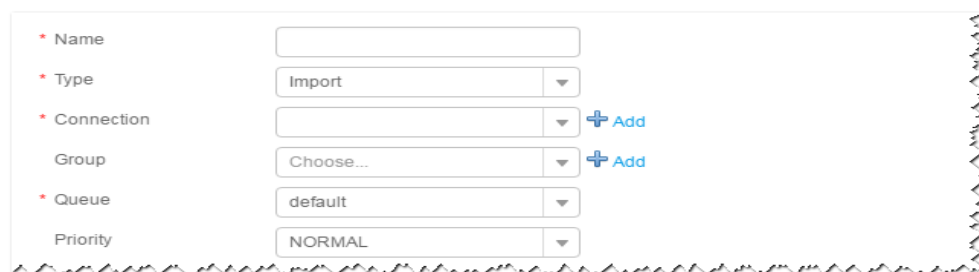 * Name
* Type Import
* Connection Add
Group Choose... Add
* Queue default
Priority NORMAL